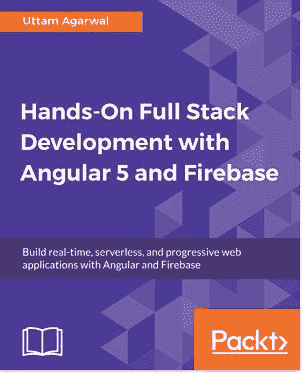 Uttam Agarwal
Hands-On Full Stack
Development with
Angular 5 and Firebase
Build real-time, serverless, and progressive web
applications with Angular and Firebase
Packt>